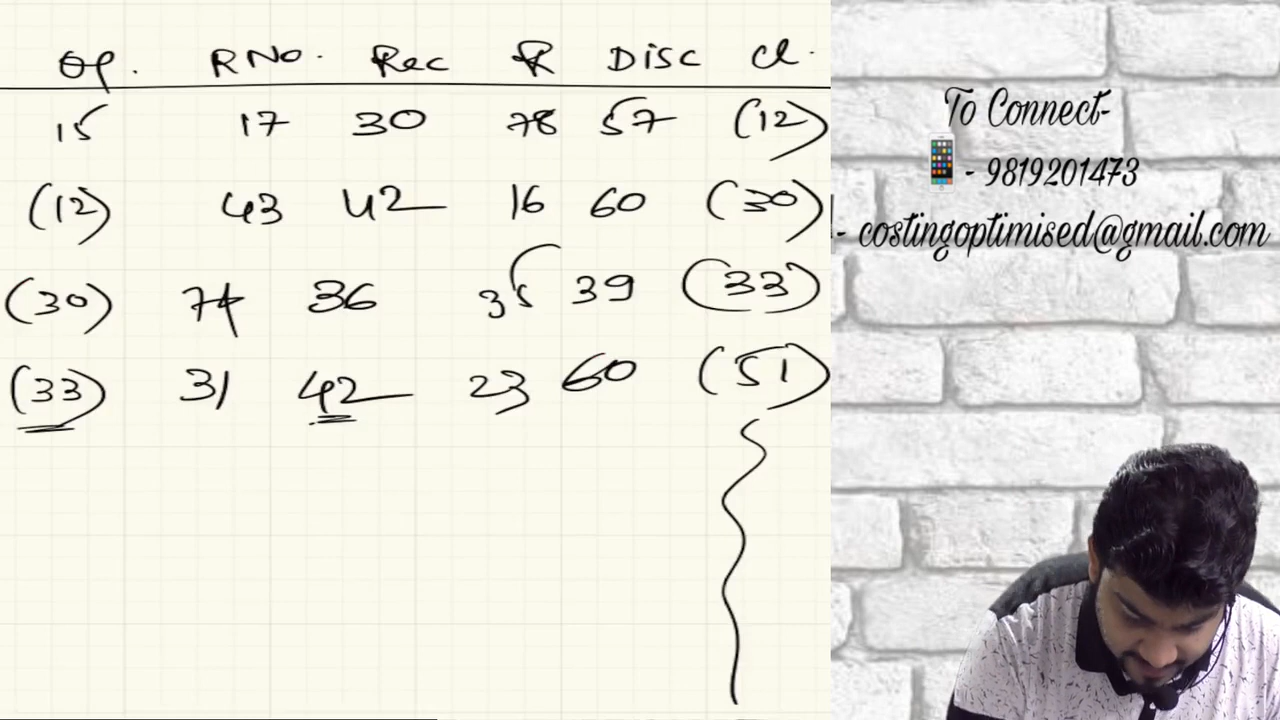 Op. R No. Rec R Disc Cl.
15 17 30 78 57 (12)
(12) 43 42 16 60 (30)
(30) 74 36 35 39 (33)
(33) 31 42 23 60 (51)
To Connect-
- 9819201473
- costingoptimised@gmail.com